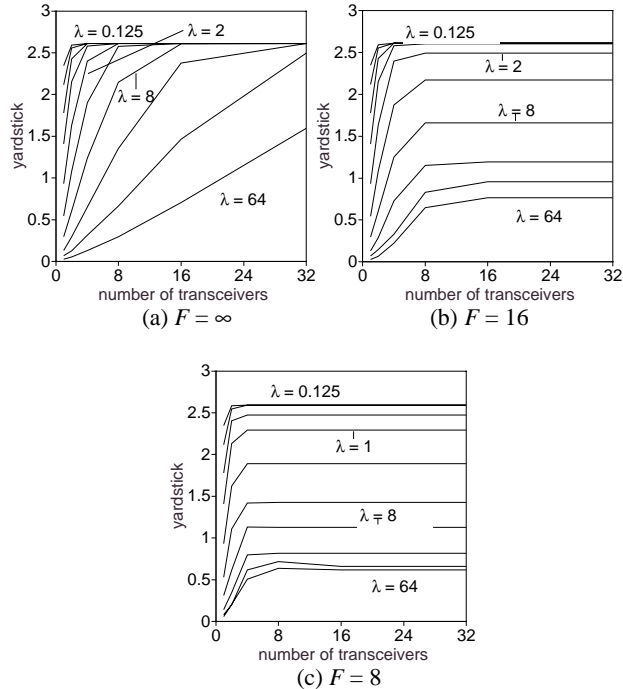 3
2.5
2
1.5
1
0.5
0
yardstick
λ = 0.125
λ = 2
λ = 8
λ = 64
0 8 16 24 32
number of transceivers
(a) F = ∞
3
2.5
2
1.5
1
0.5
0
yardstick
λ = 0.125
λ = 2
λ = 8
λ = 64
0 8 16 24 32
number of transceivers
(b) F = 16
3
2.5
2
1.5
1
0.5
0
yardstick
λ = 0.125
λ = 1
λ = 8
λ = 64
0 8 16 24 32
number of transceivers
(c) F = 8